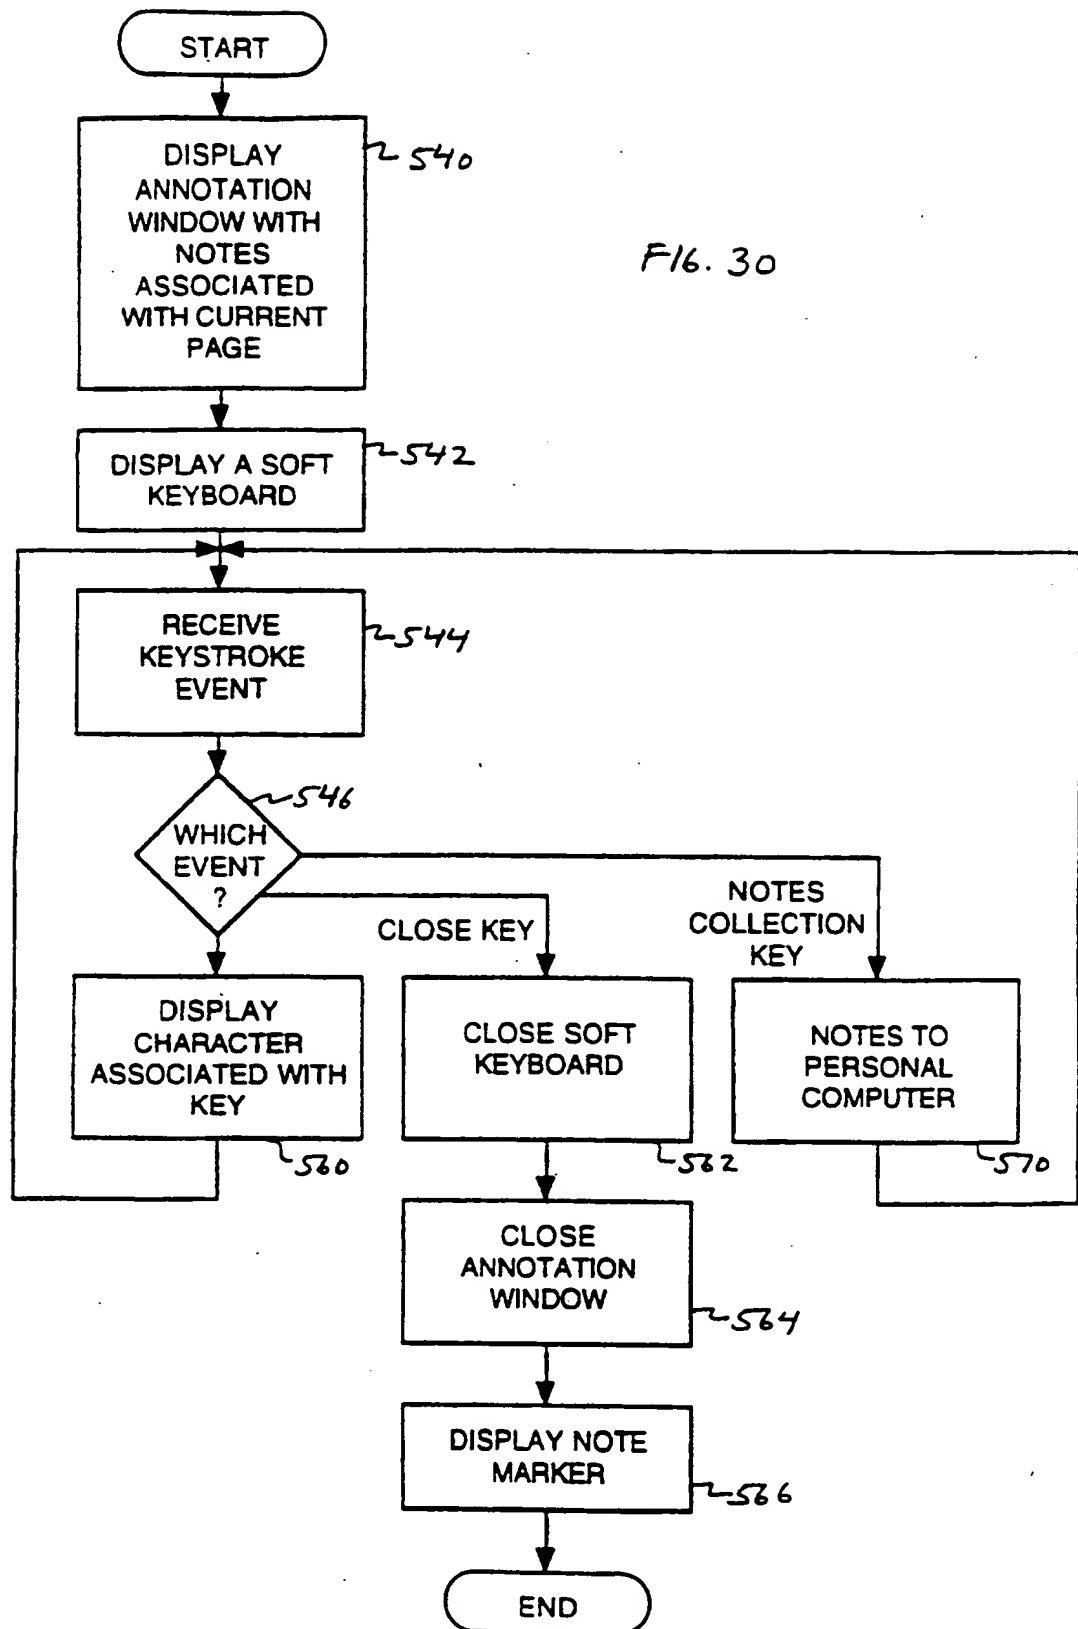 START
DISPLAY
ANNOTATION
WINDOW WITH
NOTES
ASSOCIATED
WITH CURRENT
PAGE
540
FIG. 30
DISPLAY A SOFT
KEYBOARD
542
RECEIVE
KEYSTROKE
EVENT
544
546
WHICH
EVENT
?
CLOSE KEY
NOTES
COLLECTION
KEY
DISPLAY
CHARACTER
ASSOCIATED WITH
KEY
560
CLOSE SOFT
KEYBOARD
562
NOTES TO
PERSONAL
COMPUTER
570
CLOSE
ANNOTATION
WINDOW
564
DISPLAY NOTE
MARKER
566
END